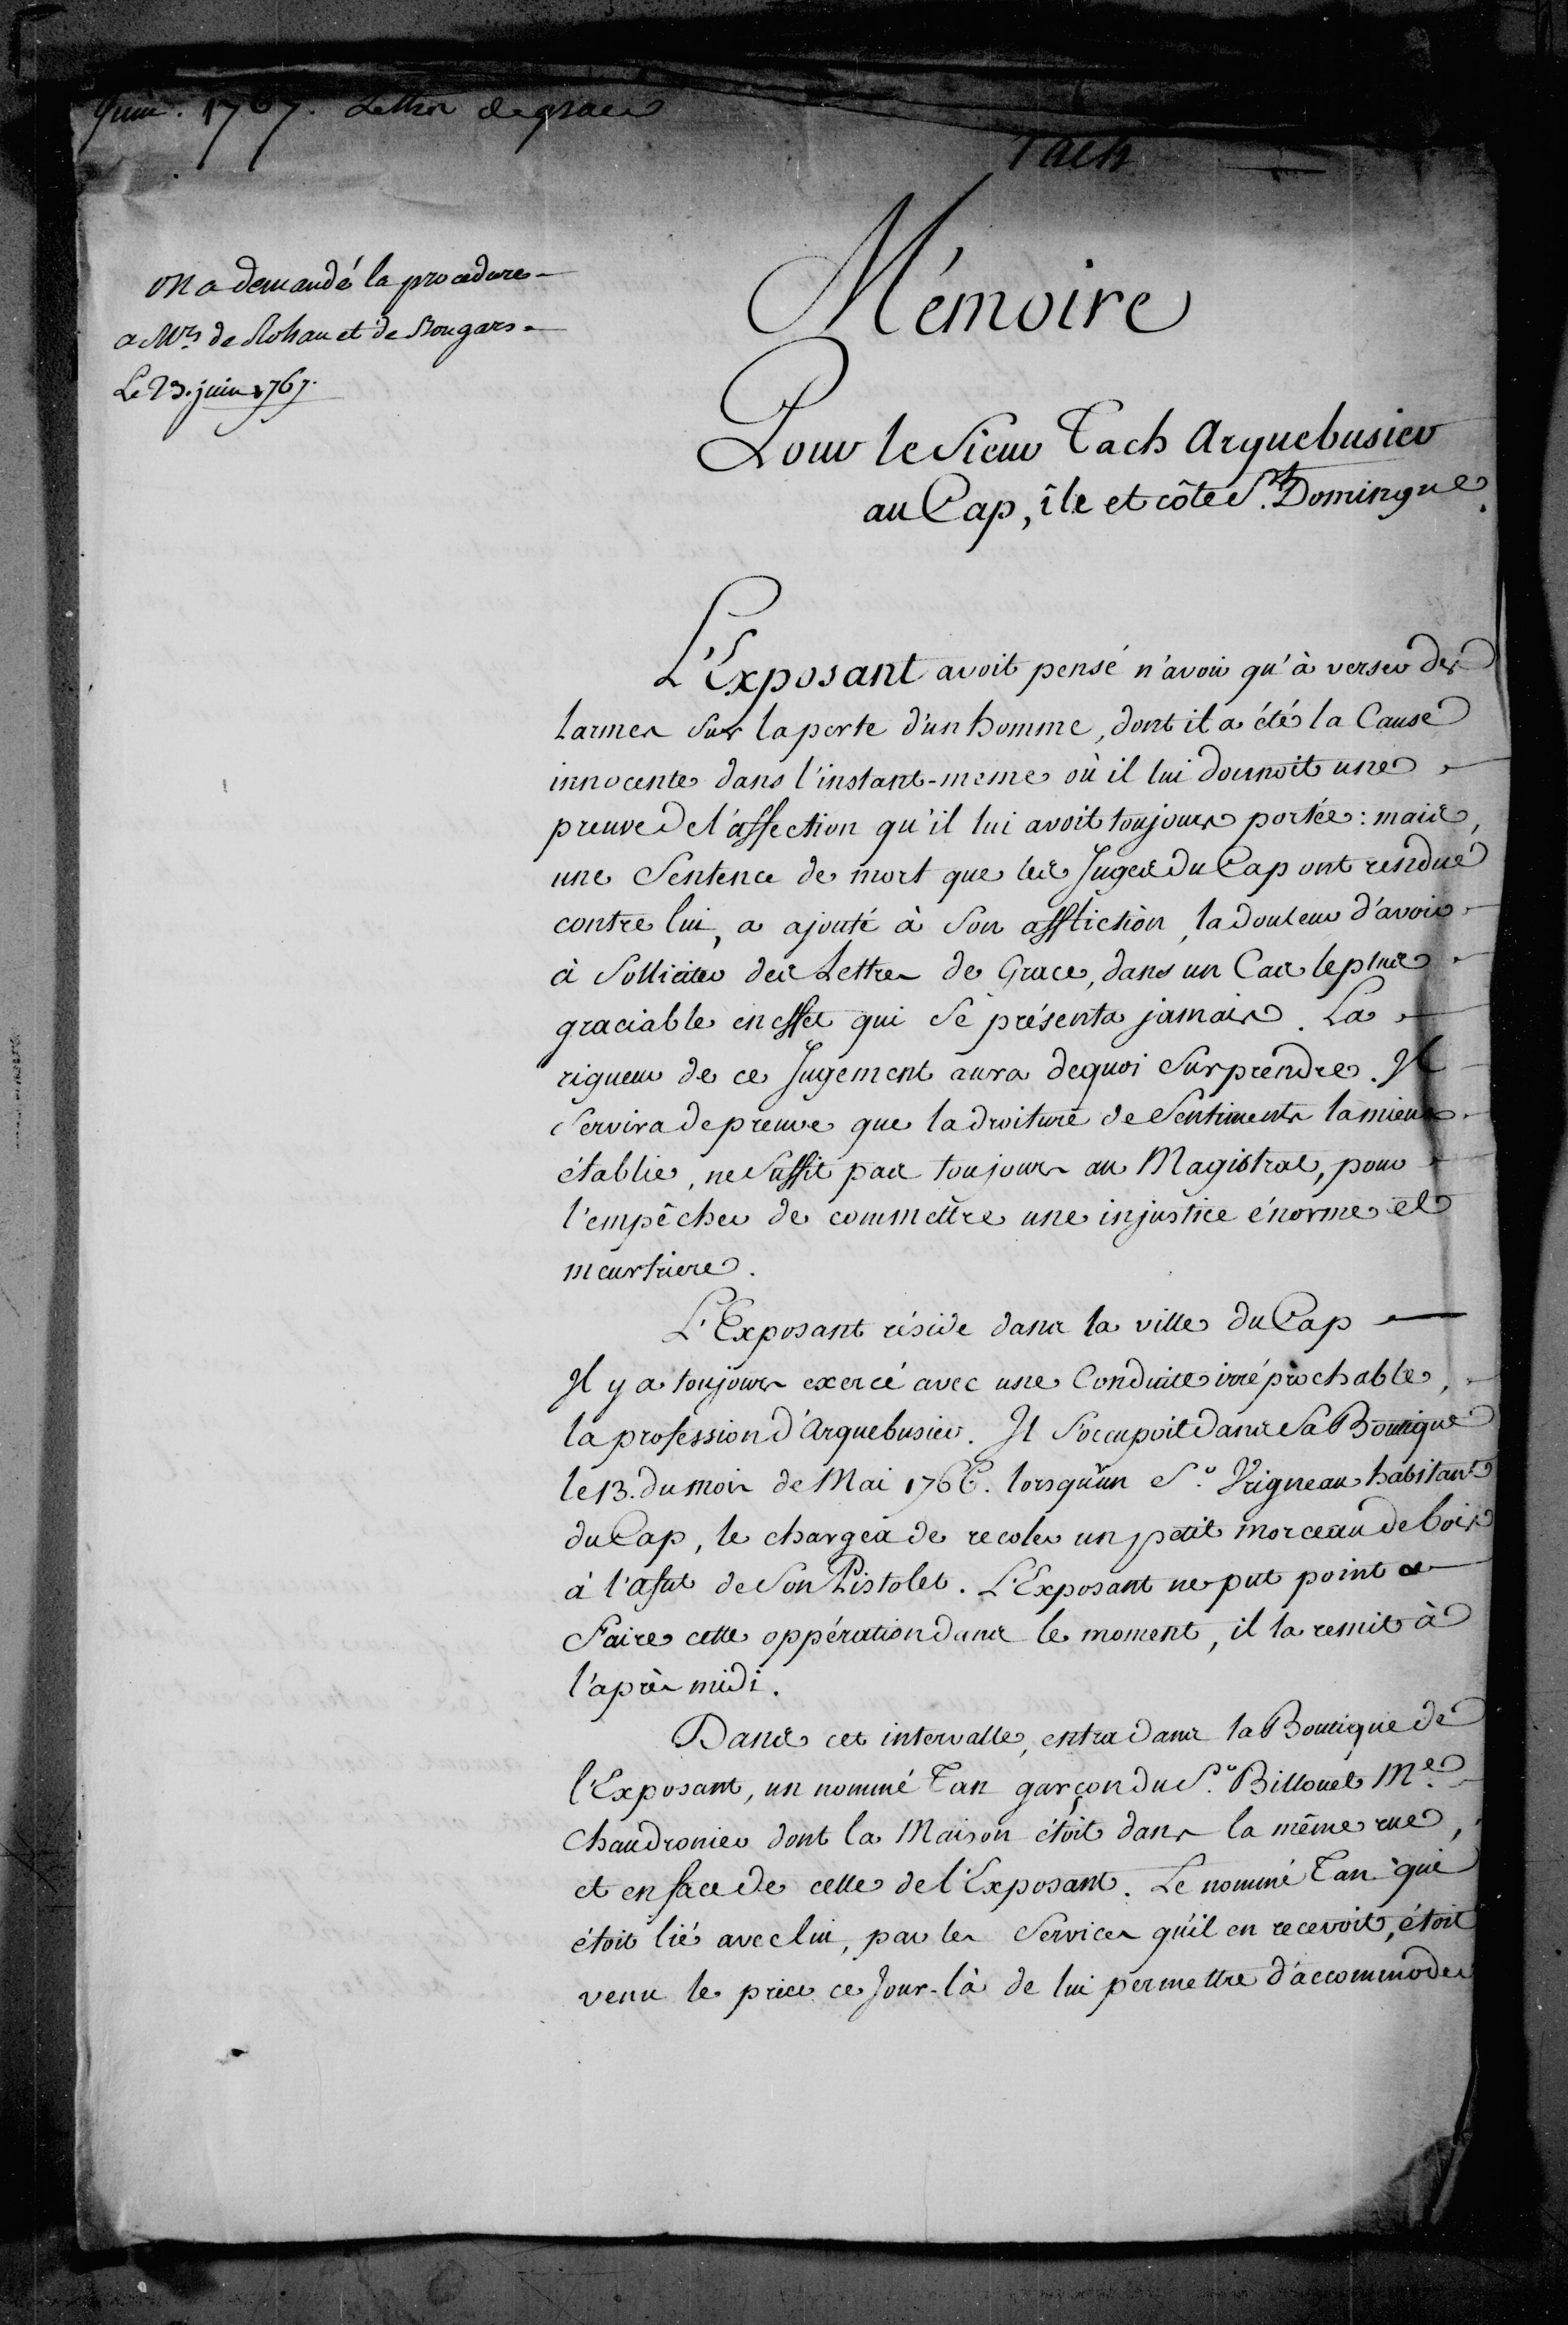 Juin. 1767. Lettres de grace
Tach
on a demandé la procedure
a Mrs de Rohan et de Bongars
Le 23. juin 1767.
Mémoire
Pour le Sieur Tach Arquebusier
au Cap, île et côte St. Domingue.
L'Exposant avoit pensé n'avoir qu'à verser des
larmes sur la perte d'un homme, dont il a été la Cause
innocente dans l'instant-meme où il lui donnoit une
preuve de l'affection qu'il lui avoit toujours portée : mais,
une Sentence de mort que les Juges du Cap ont rendue
contre lui, a ajouté à son affliction, la douleur d'avoir
à solliciter des Lettres de Grace, dans un Cas le plus
graciable en effet qui se présenta jamais. La
rigueur de ce Jugement aura dequoi surprendre. Il
servira de preuve que la droiture de Sentiments la mieux
établie, ne suffit pas toujours au Magistrat, pour
l'empêcher de commettre une injustice énorme et
meurtriere.
L'Exposant réside dans la ville du Cap
Il y a toujours exercé avec une Conduite irréprochable,
la profession d'Arquebusier. Il s'occupoit dans sa Boutique
le 13. du mois de Mai 1766. lorsqu'un Sr. Vrigneau habitant
du Cap, le chargea de recoler un petit morceau de bois
à l'afut de son Pistolet. L'Exposant ne put point
faire cette oppération dans le moment, il la remit à
l'après midi.
Dans cet intervalle, entra dans la Boutique de
l'Exposant, un nommé Tan garçon du Sr. Billouet Me.
Chaudronier dont la Maison étoit dans la même rue,
et en face de celle de l'Exposant. Le nommé Tan qui
étoit lié avec lui, par les services qu'il en recevoit, étoit
venu le prier ce Jour-là de lui permettre d'accommoder